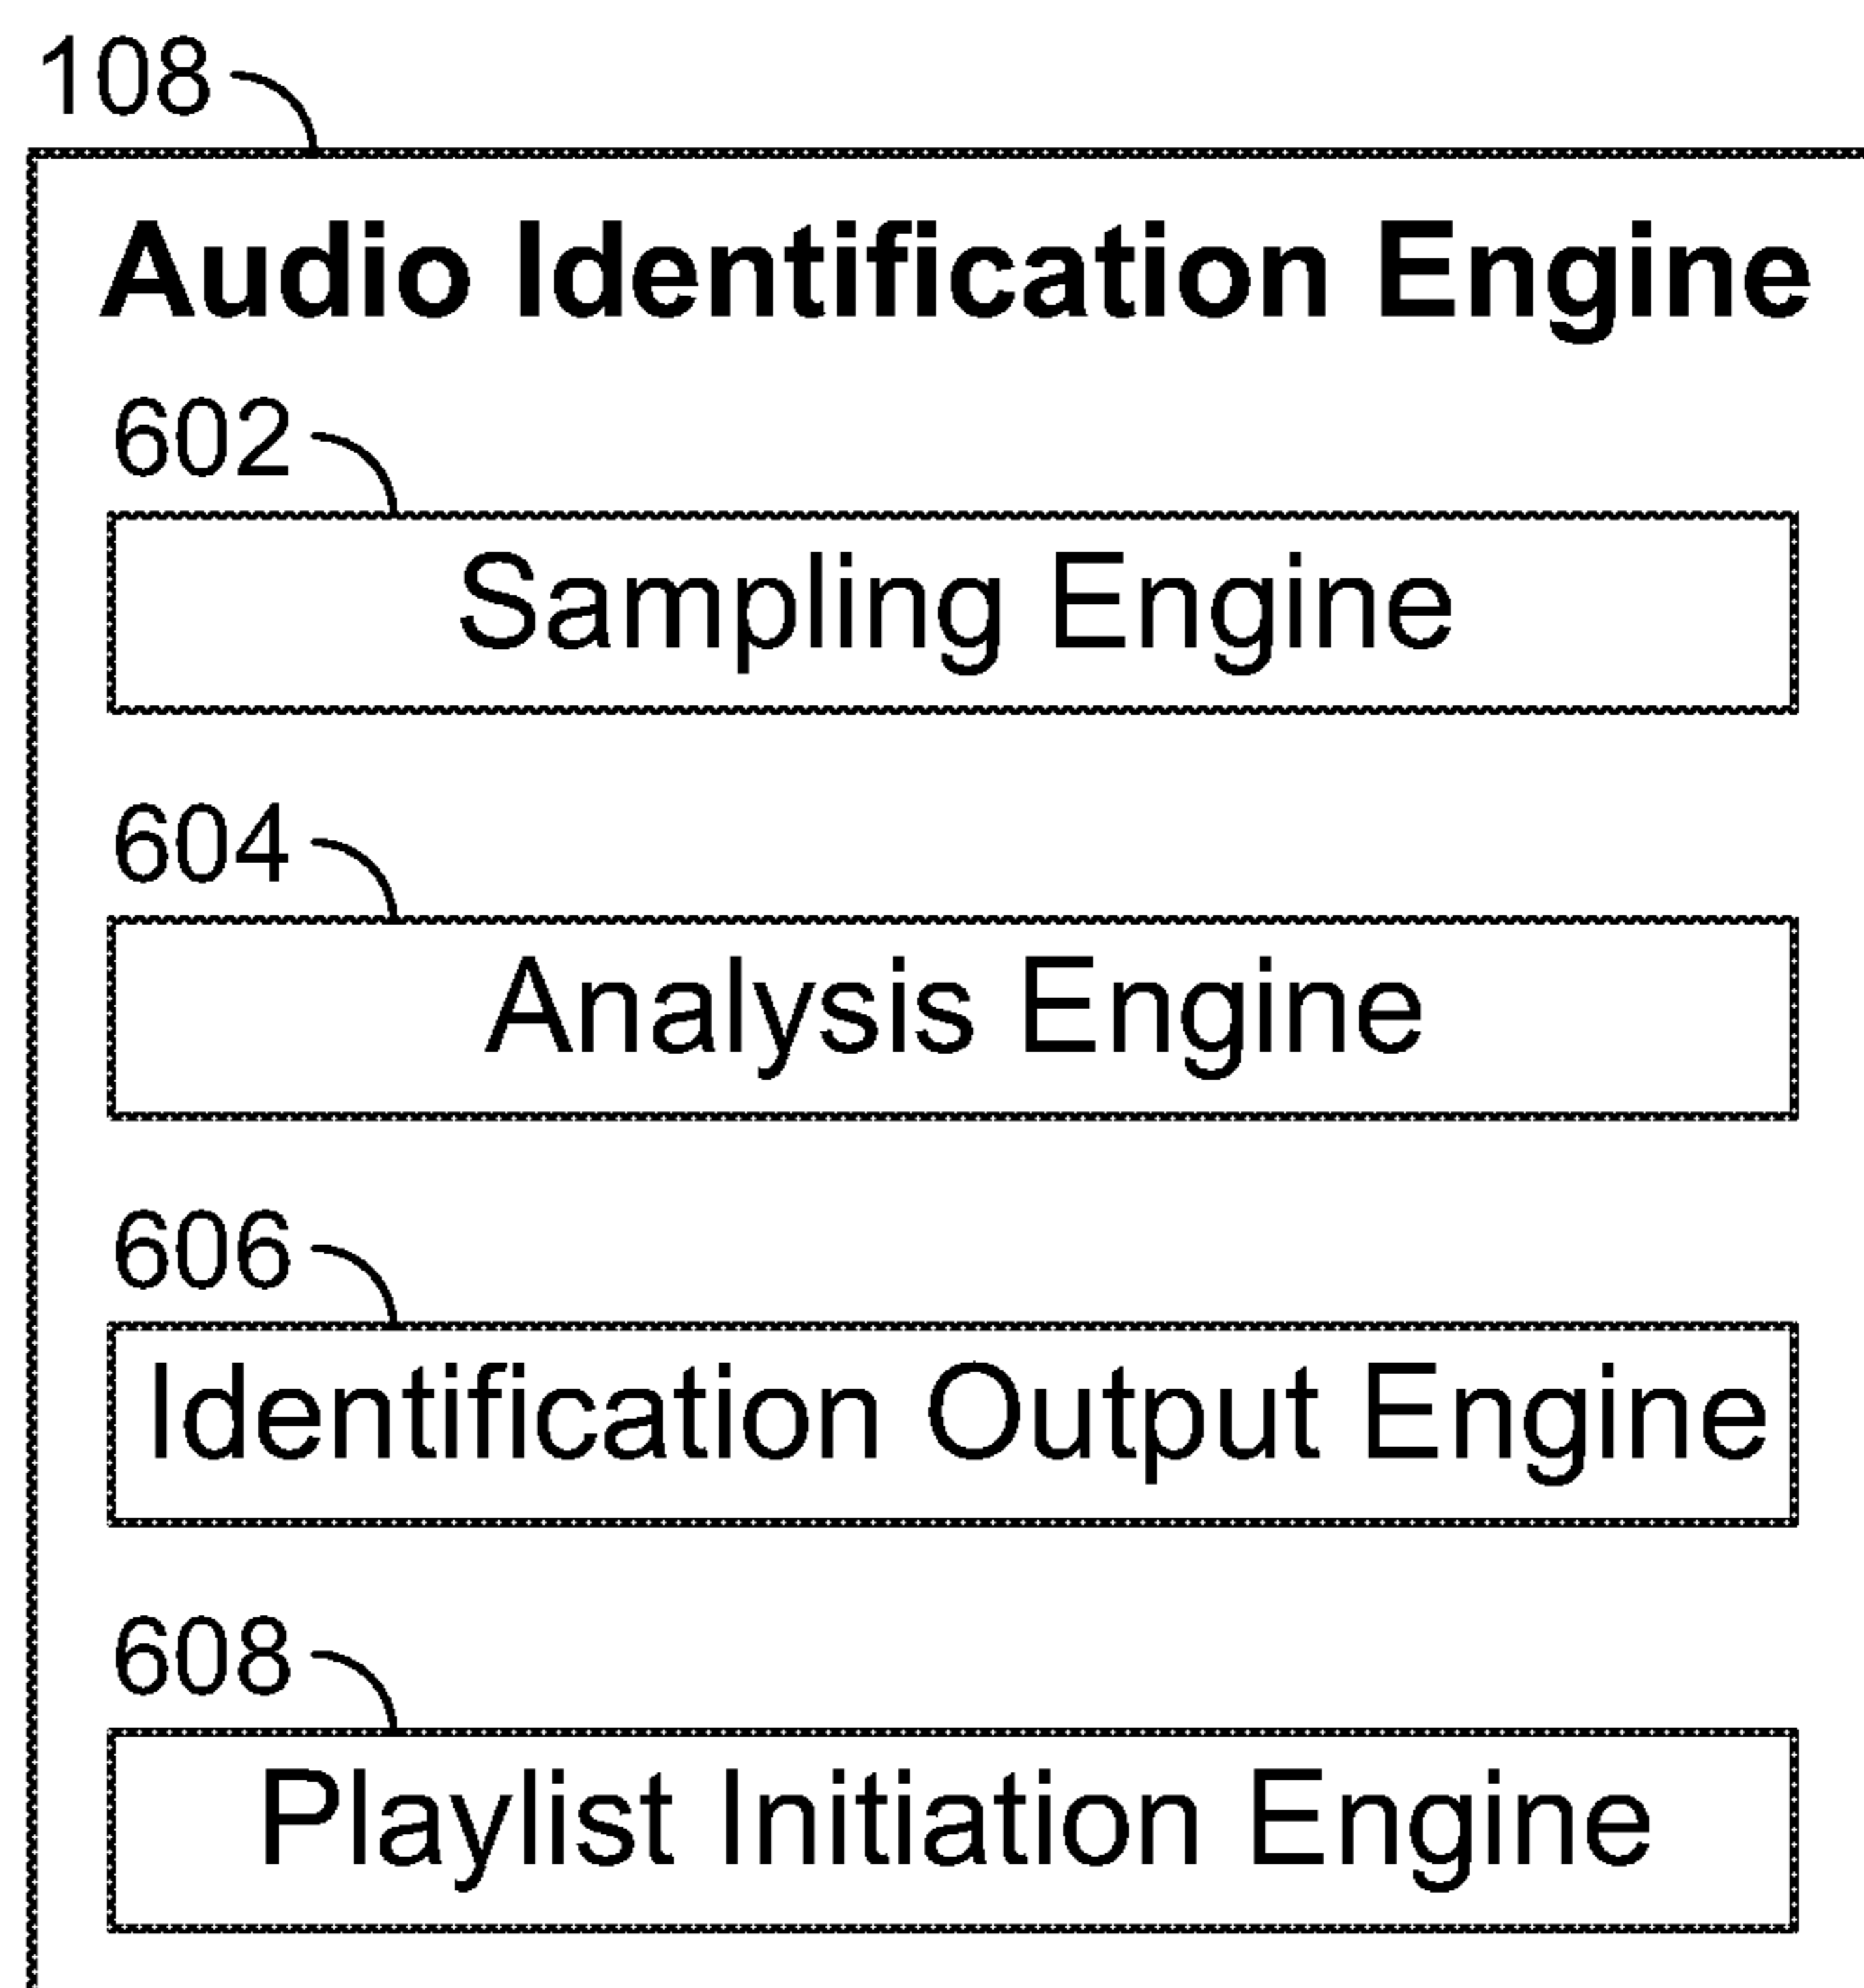 108
Audio Identification Engine
602
Sampling Engine
604
Analysis Engine
606
Identification Output Engine
608
Playlist Initiation Engine